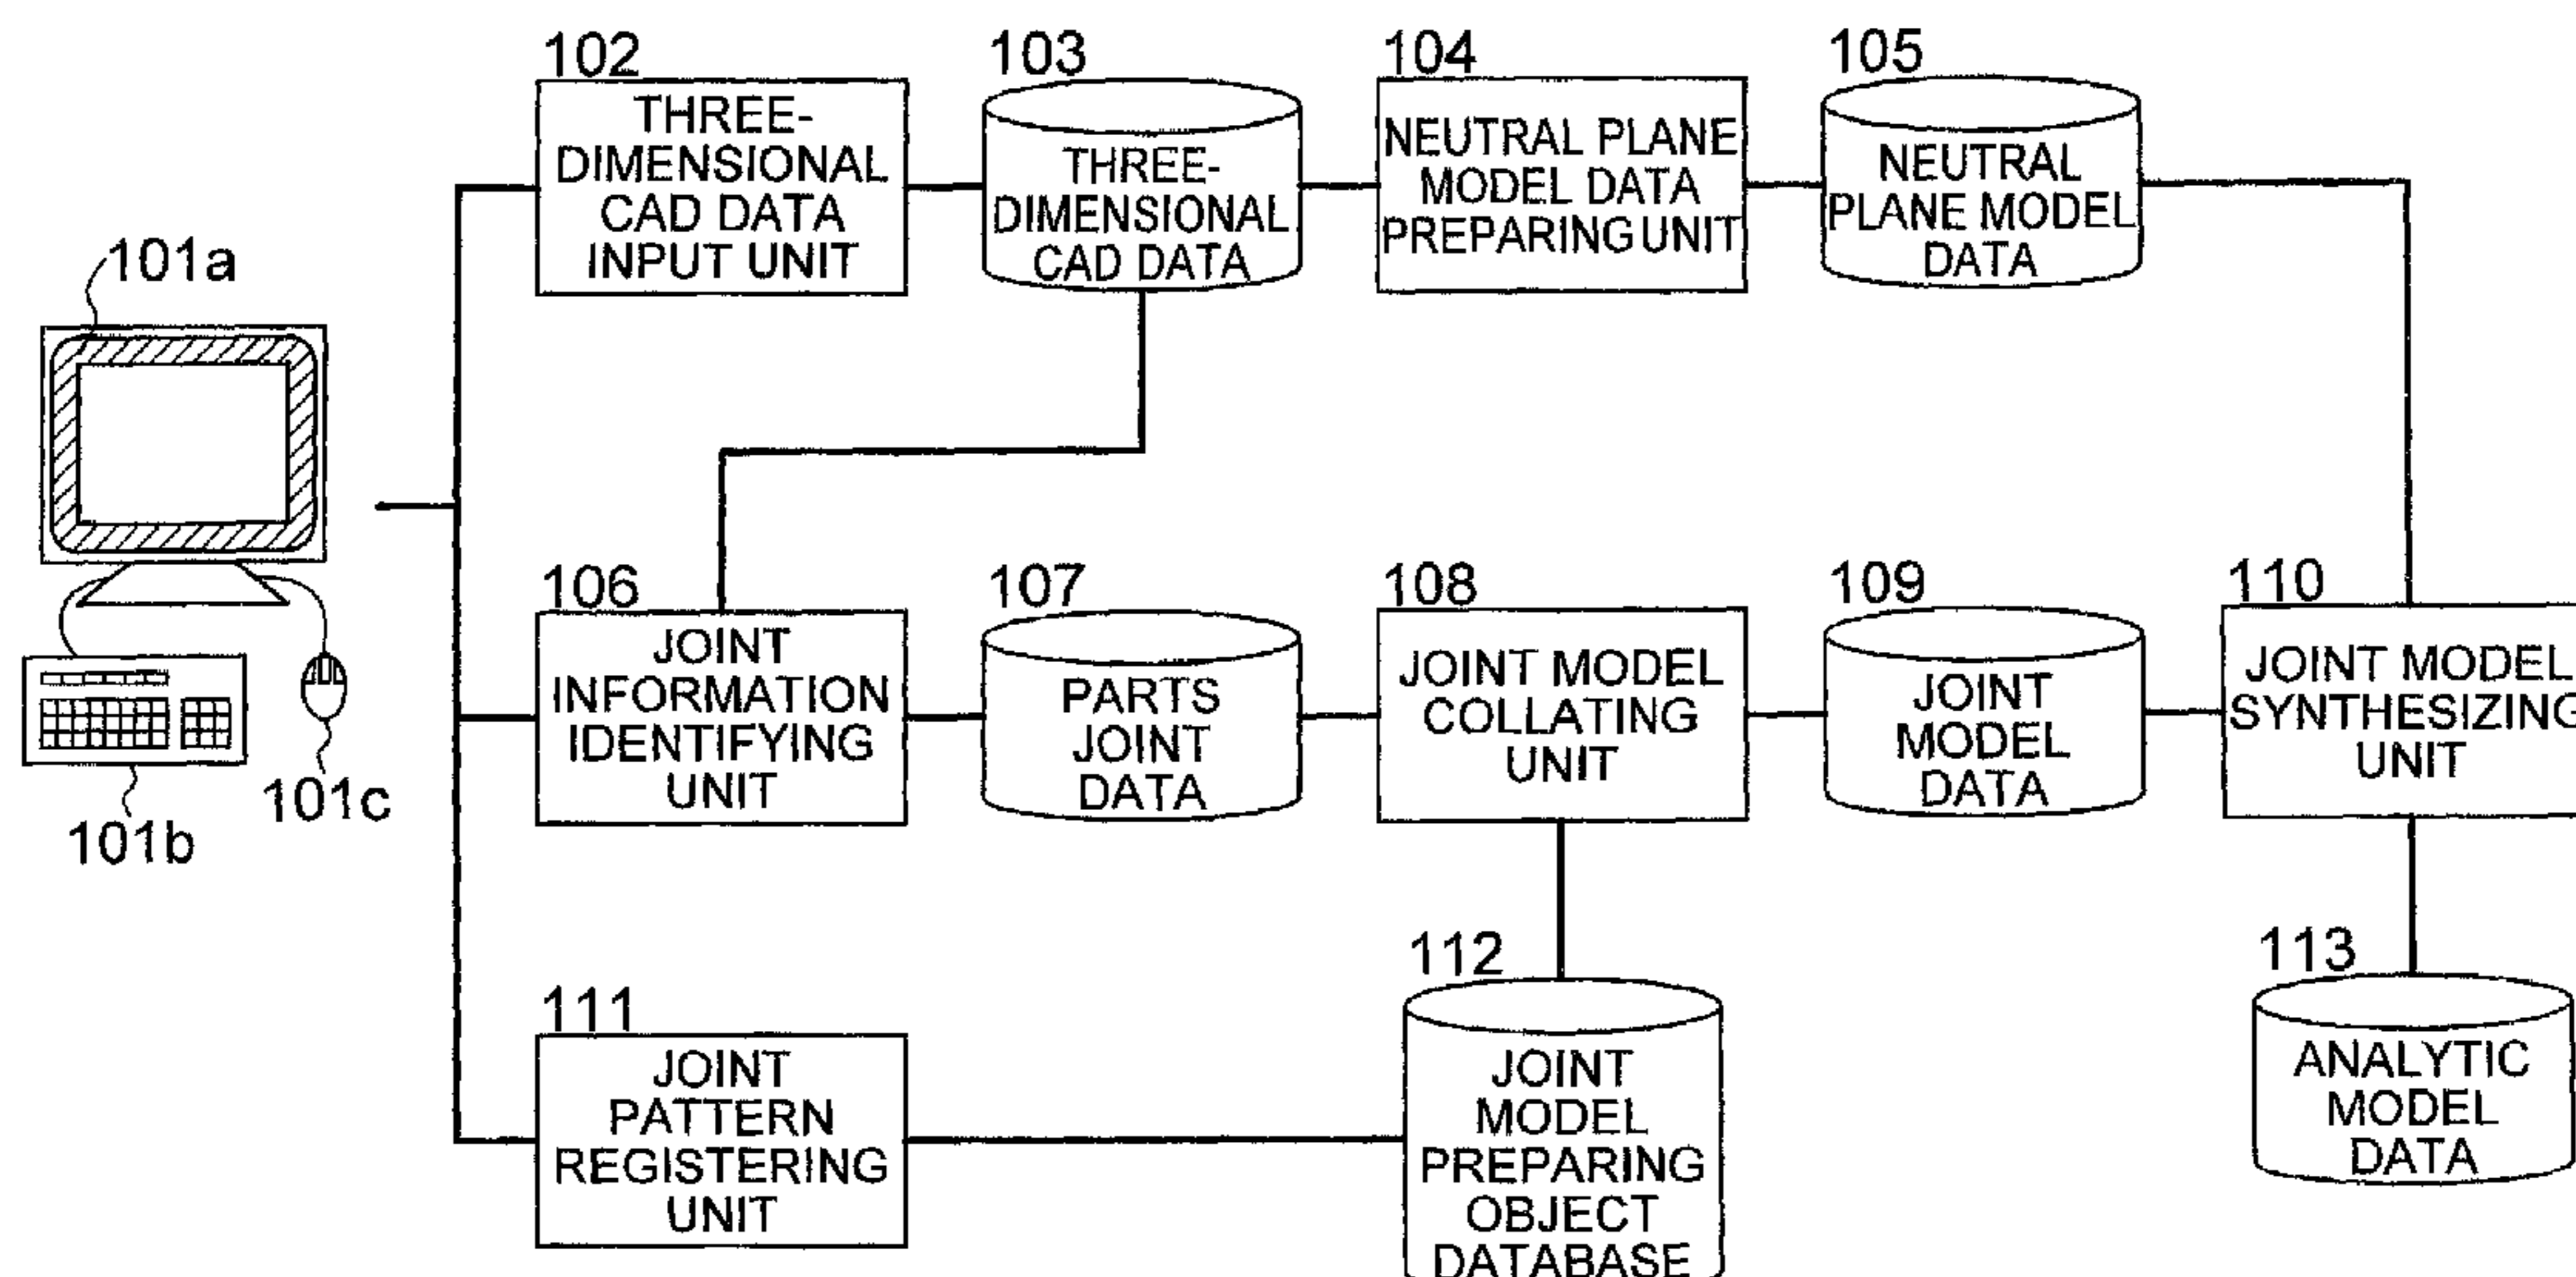 102
THREE-
DIMENSIONAL
CAD DATA
INPUT UNIT
103
THREE-
DIMENSIONAL
CAD DATA
104
NEUTRAL PLANE
MODEL DATA
PREPARING UNIT
105
NEUTRAL
PLANE MODEL
DATA
101a
101b
101c
106
JOINT
INFORMATION
IDENTIFYING
UNIT
107
PARTS
JOINT
DATA
108
JOINT MODEL
COLLATING
UNIT
109
JOINT
MODEL
DATA
110
JOINT MODEL
SYNTHESIZING
UNIT
111
JOINT
PATTERN
REGISTERING
UNIT
112
JOINT
MODEL
PREPARING
OBJECT
DATABASE
113
ANALYTIC
MODEL
DATA